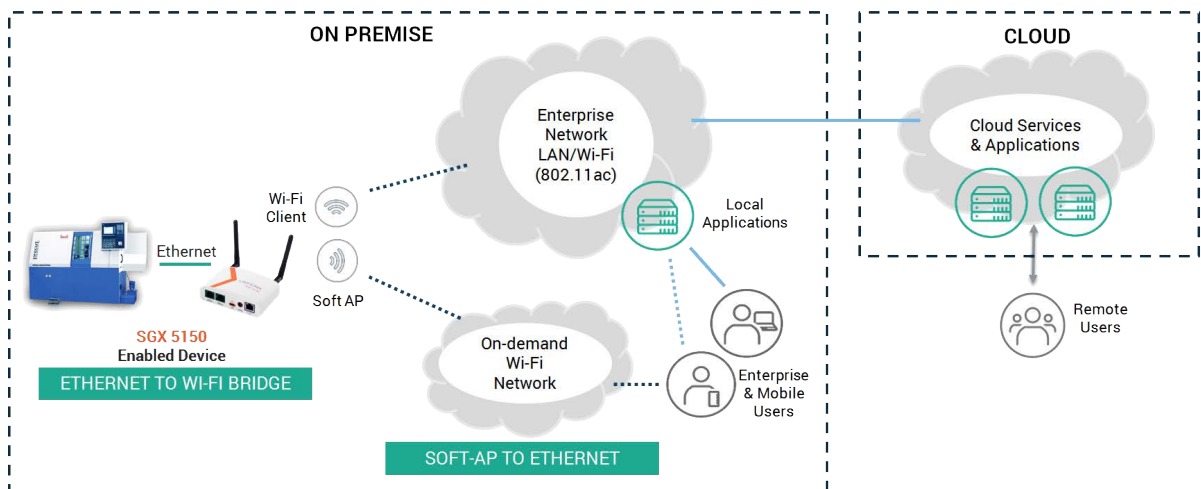 ON PREMISE
CLOUD
Enterprise
Network
LAN/Wi-Fi
(802.11ac)
Cloud Services
& Applications
Wi-Fi
Client
Local
Applications
Ethernet
Soft AP
Remote
Users
SGX 5150
Enabled Device
ETHERNET TO WI-FI BRIDGE
On-demand
Wi-Fi
Network
Enterprise
& Mobile
Users
SOFT-AP TO ETHERNET